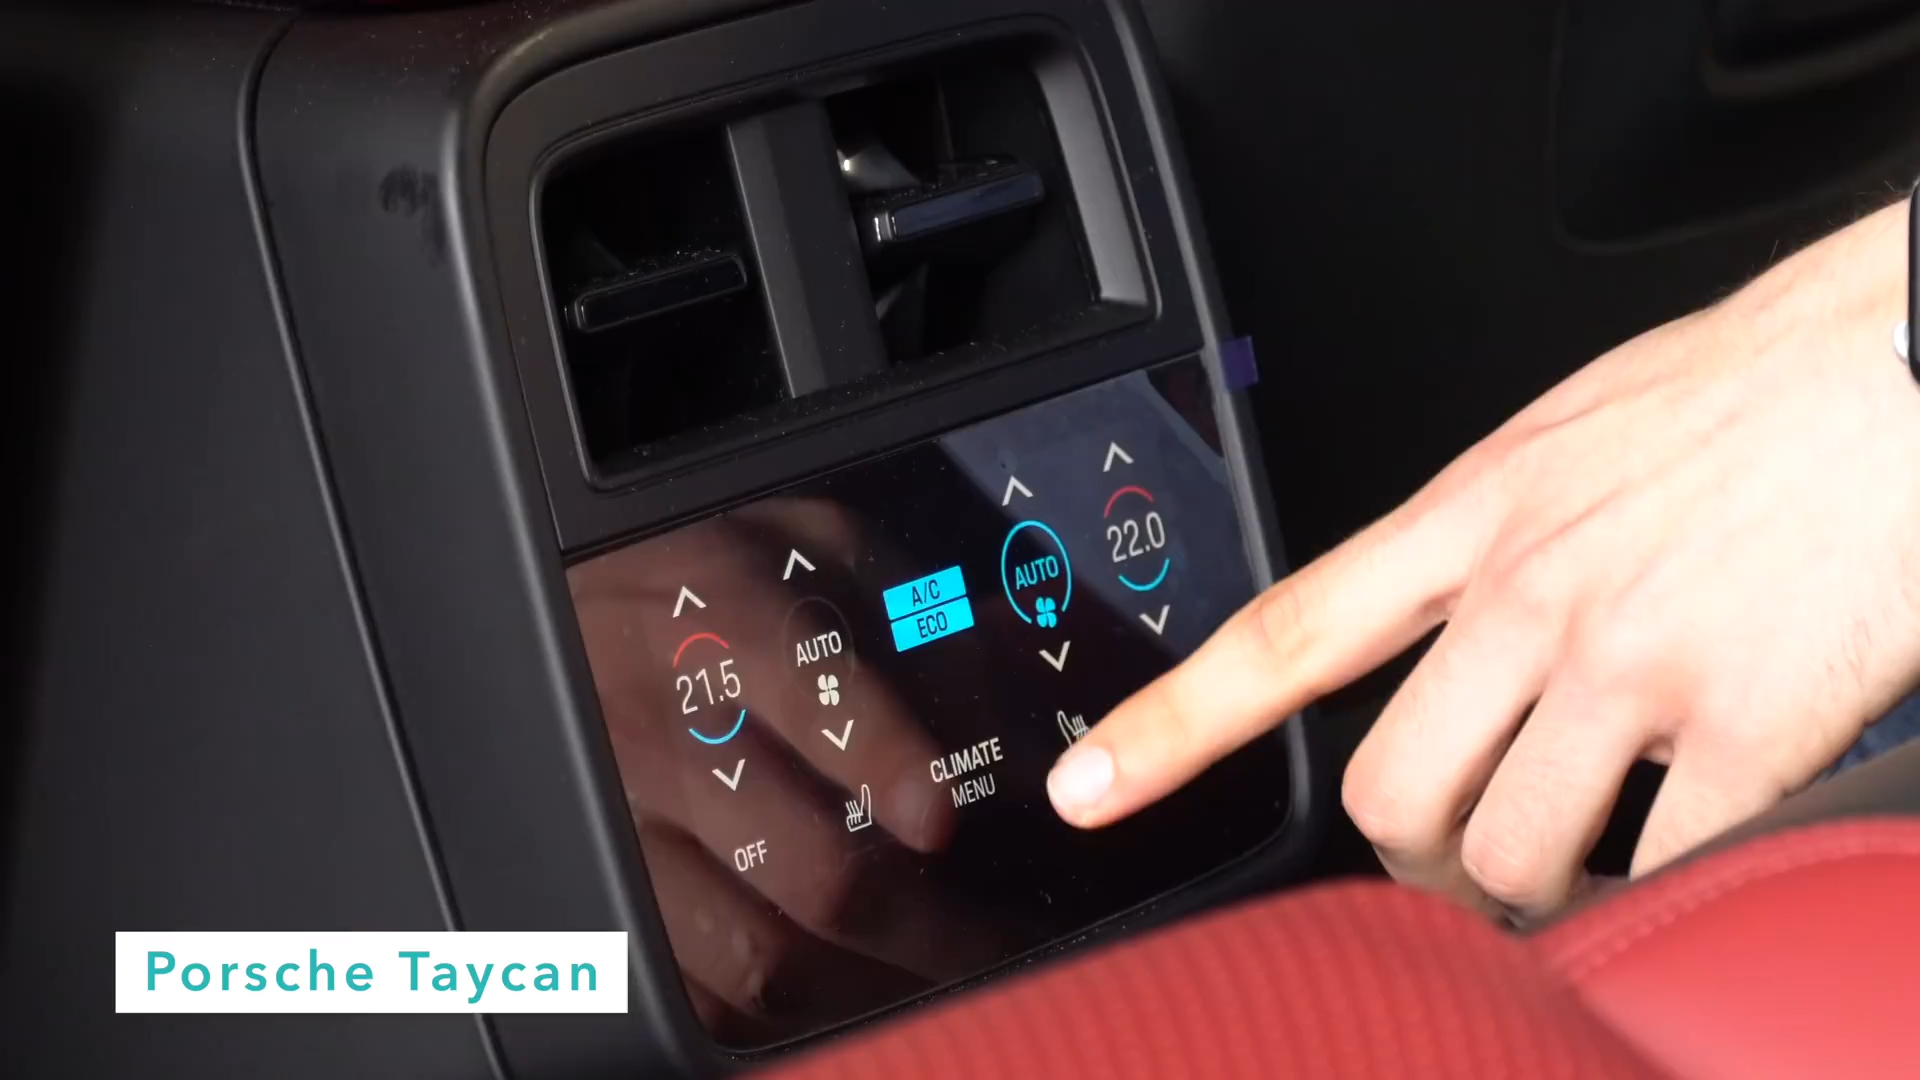 22.0
AUTO
A/C
ECO
AUTO
21.5
CLIMATE
MENU
OFF
Porsche Taycan